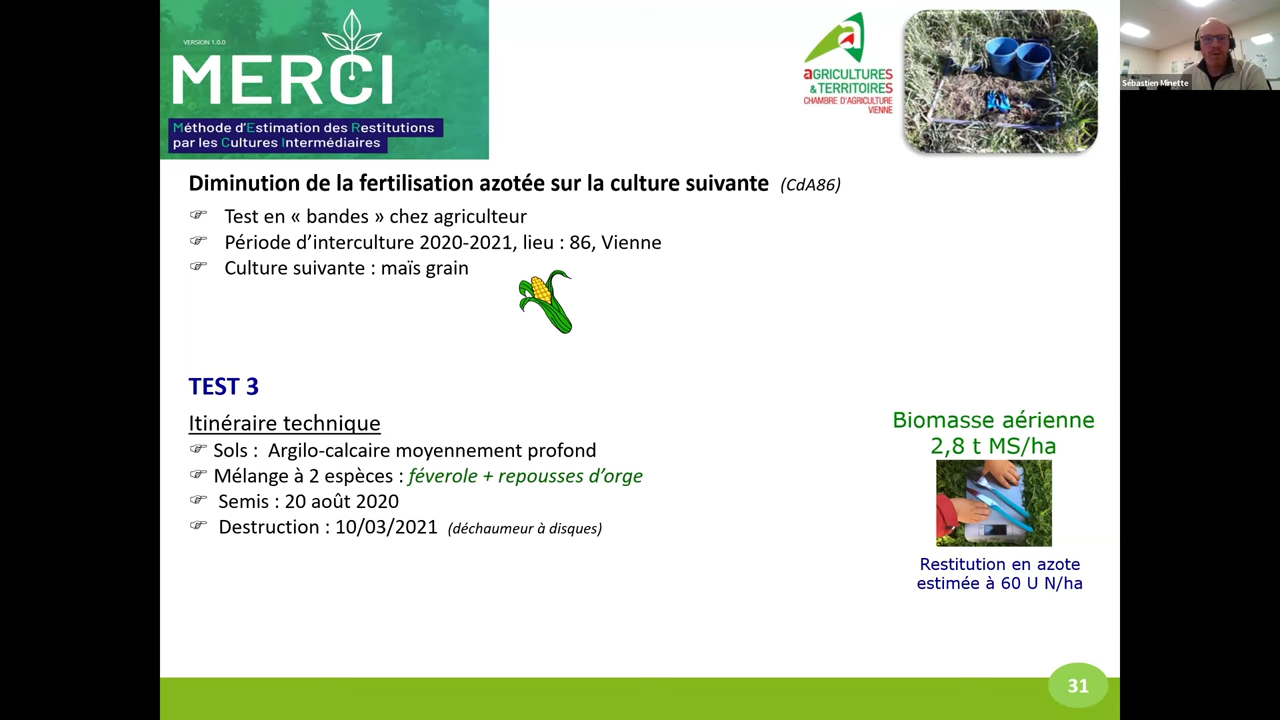 VERSION 1.0.0
MERCI
Méthode d'Estimation des Restitutions
par les Cultures Intermédiaires
aGRICULTURES
& TERRITOIRES
CHAMBRE D'AGRICULTURE
VIENNE
Sébastien Minette
Diminution de la fertilisation azotée sur la culture suivante (CdA86)
☞ Test en « bandes » chez agriculteur
☞ Période d'interculture 2020-2021, lieu : 86, Vienne
☞ Culture suivante : maïs grain
TEST 3
Itinéraire technique
☞ Sols : Argilo-calcaire moyennement profond
☞ Mélange à 2 espèces : féverole + repousses d'orge
☞ Semis : 20 août 2020
☞ Destruction : 10/03/2021 (déchaumeur à disques)
Biomasse aérienne
2,8 t MS/ha
Restitution en azote
estimée à 60 U N/ha
31